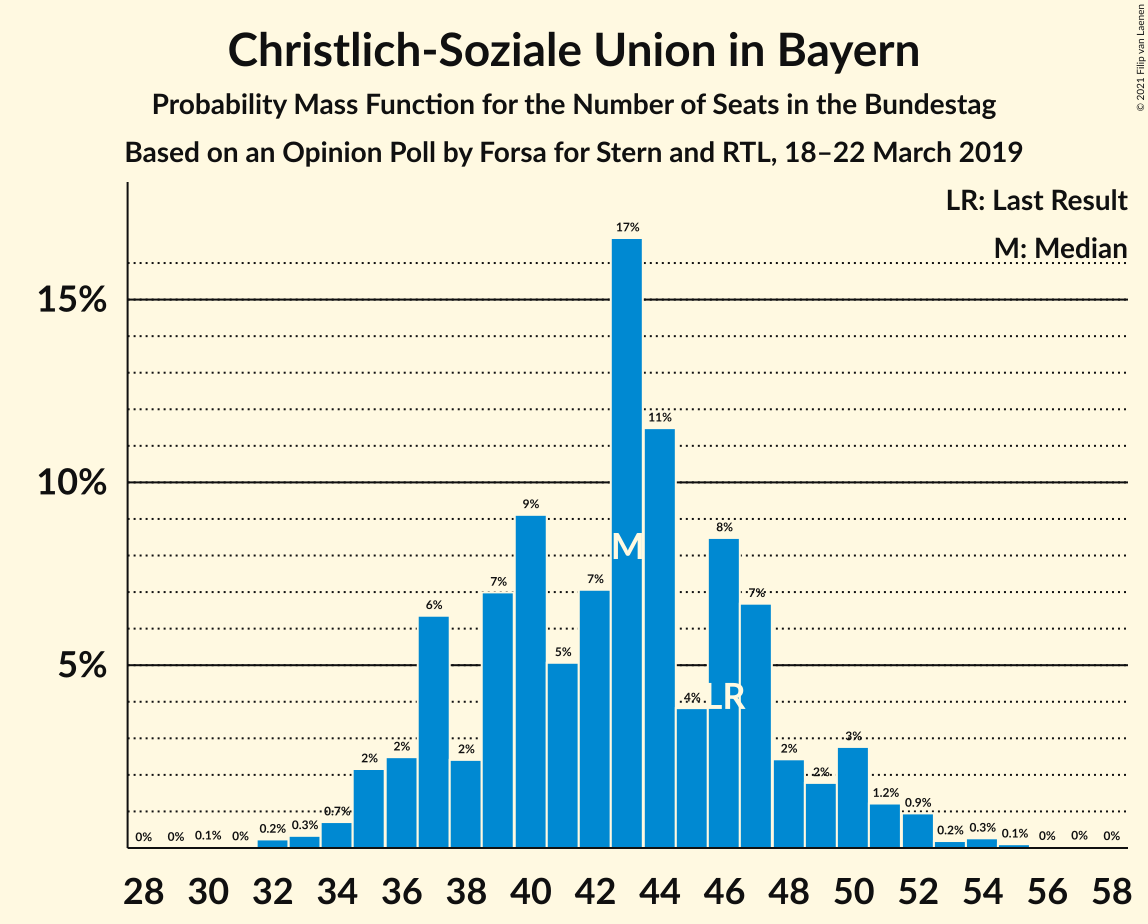 Christlich-Soziale Union in Bayern
Probability Mass Function for the Number of Seats in the Bundestag
Based on an Opinion Poll by Forsa for Stern and RTL, 18–22 March 2019
© 2021 Filip van Laenen
LR: Last Result
M: Median
15%
10%
5%
0% 0% 0.1% 0% 0.2% 0.3% 0.7% 2% 2% 6% 2% 7% 9% 5% 7% 17% 11% 4% 8% 7% 2% 2% 3% 1.2% 0.9% 0.2% 0.3% 0.1% 0% 0% 0%
M
LR
28 30 32 34 36 38 40 42 44 46 48 50 52 54 56 58